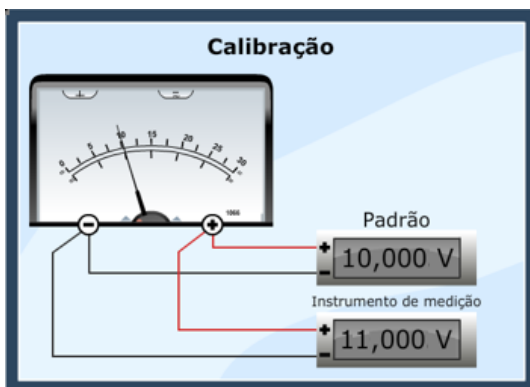 Calibração
0 5 10 15 20 25 30
1066
Padrão
+
10,000 V
−
Instrumento de medição
+
11,000 V
−